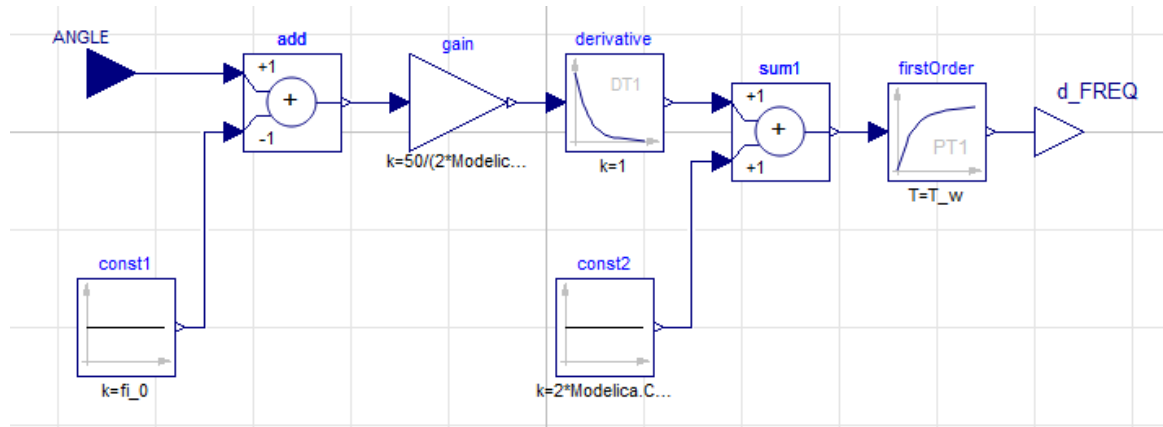 ANGLE
add
+1
+
-1
gain
k=50/(2*Modelic...
derivative
DT1
k=1
sum1
+1
+
+1
firstOrder
PT1
T=T_w
d_FREQ
const1
k=fi_0
const2
k=2*Modelica.C...